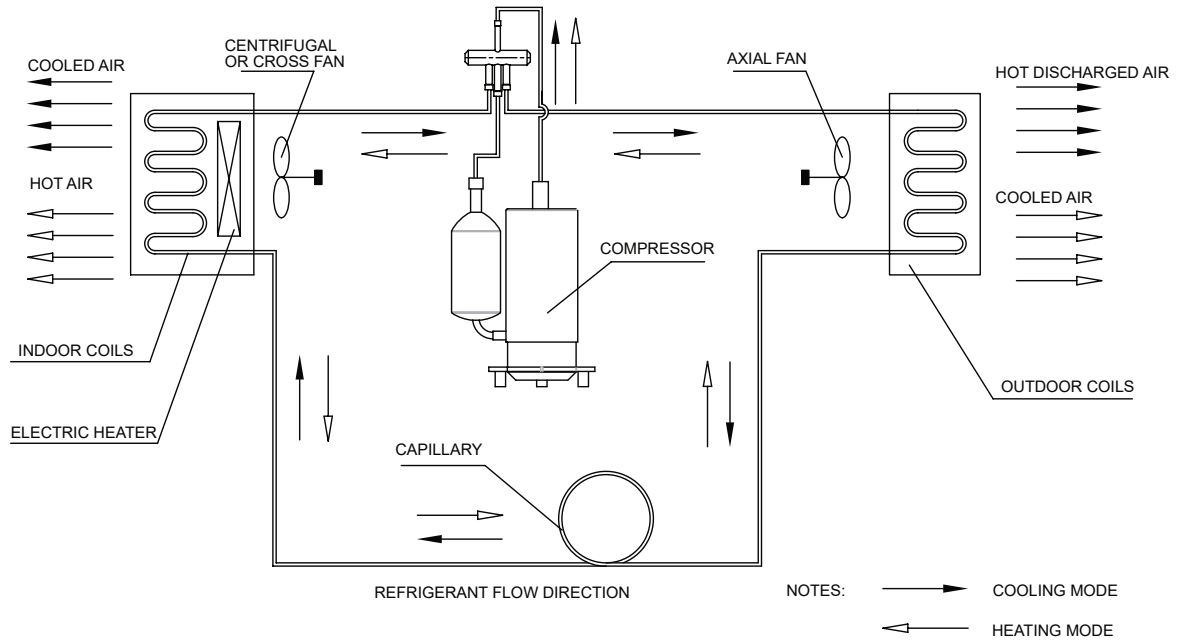 CENTRIFUGAL
OR CROSS FAN
COOLED AIR
AXIAL FAN
HOT DISCHARGED AIR
HOT AIR
COOLED AIR
COMPRESSOR
INDOOR COILS
OUTDOOR COILS
ELECTRIC HEATER
CAPILLARY
REFRIGERANT FLOW DIRECTION
NOTES:
COOLING MODE
HEATING MODE